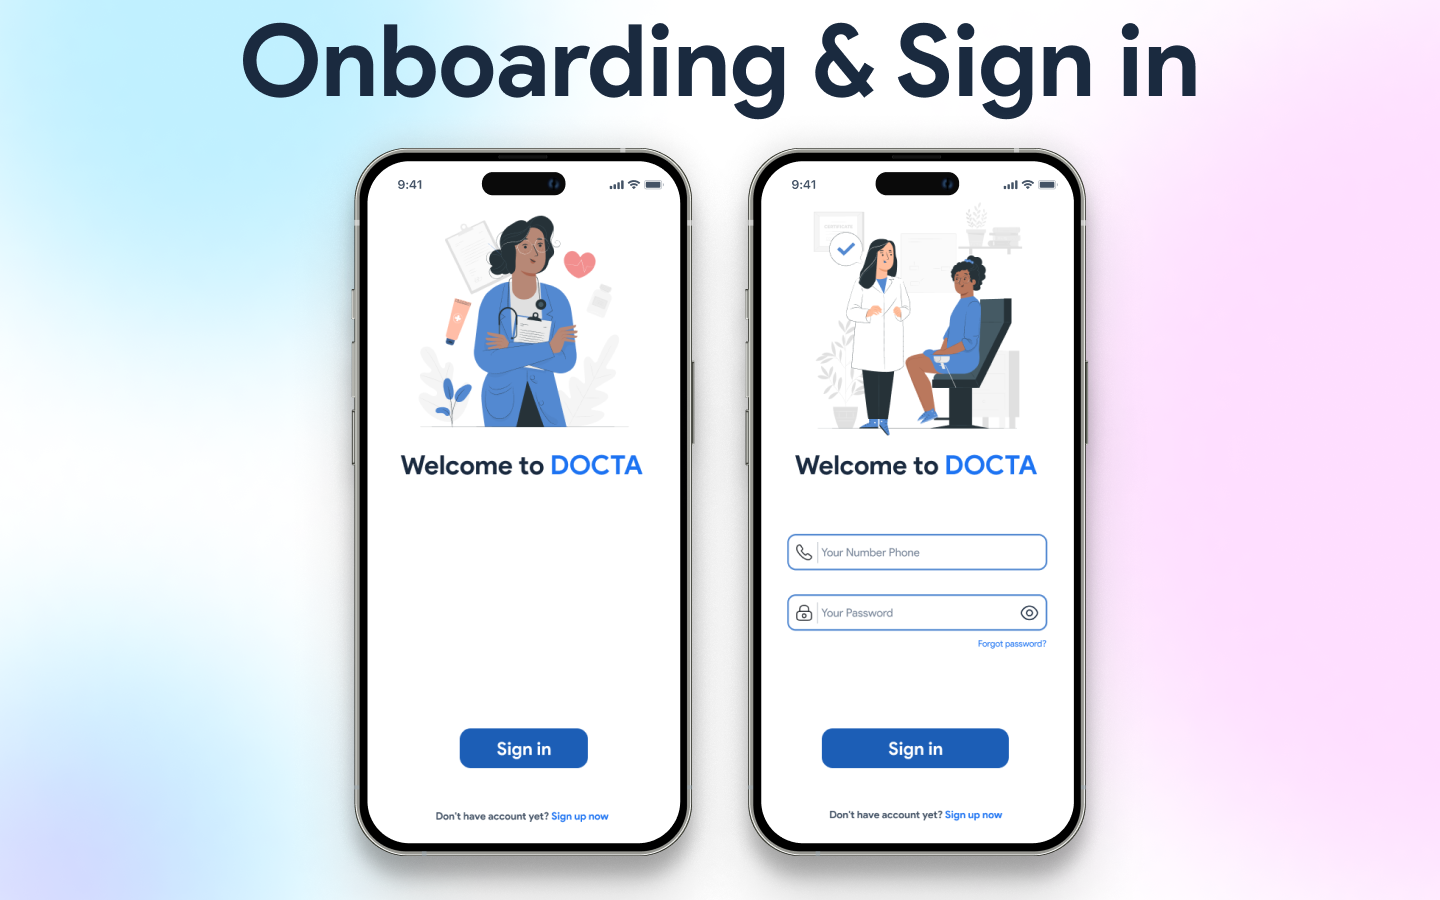 Onboarding & Sign in
9:41
Welcome to DOCTA
Sign in
Don't have account yet? Sign up now
9:41
CERTIFICATE
Welcome to DOCTA
Your Number Phone
Your Password
Forgot password?
Sign in
Don't have account yet? Sign up now